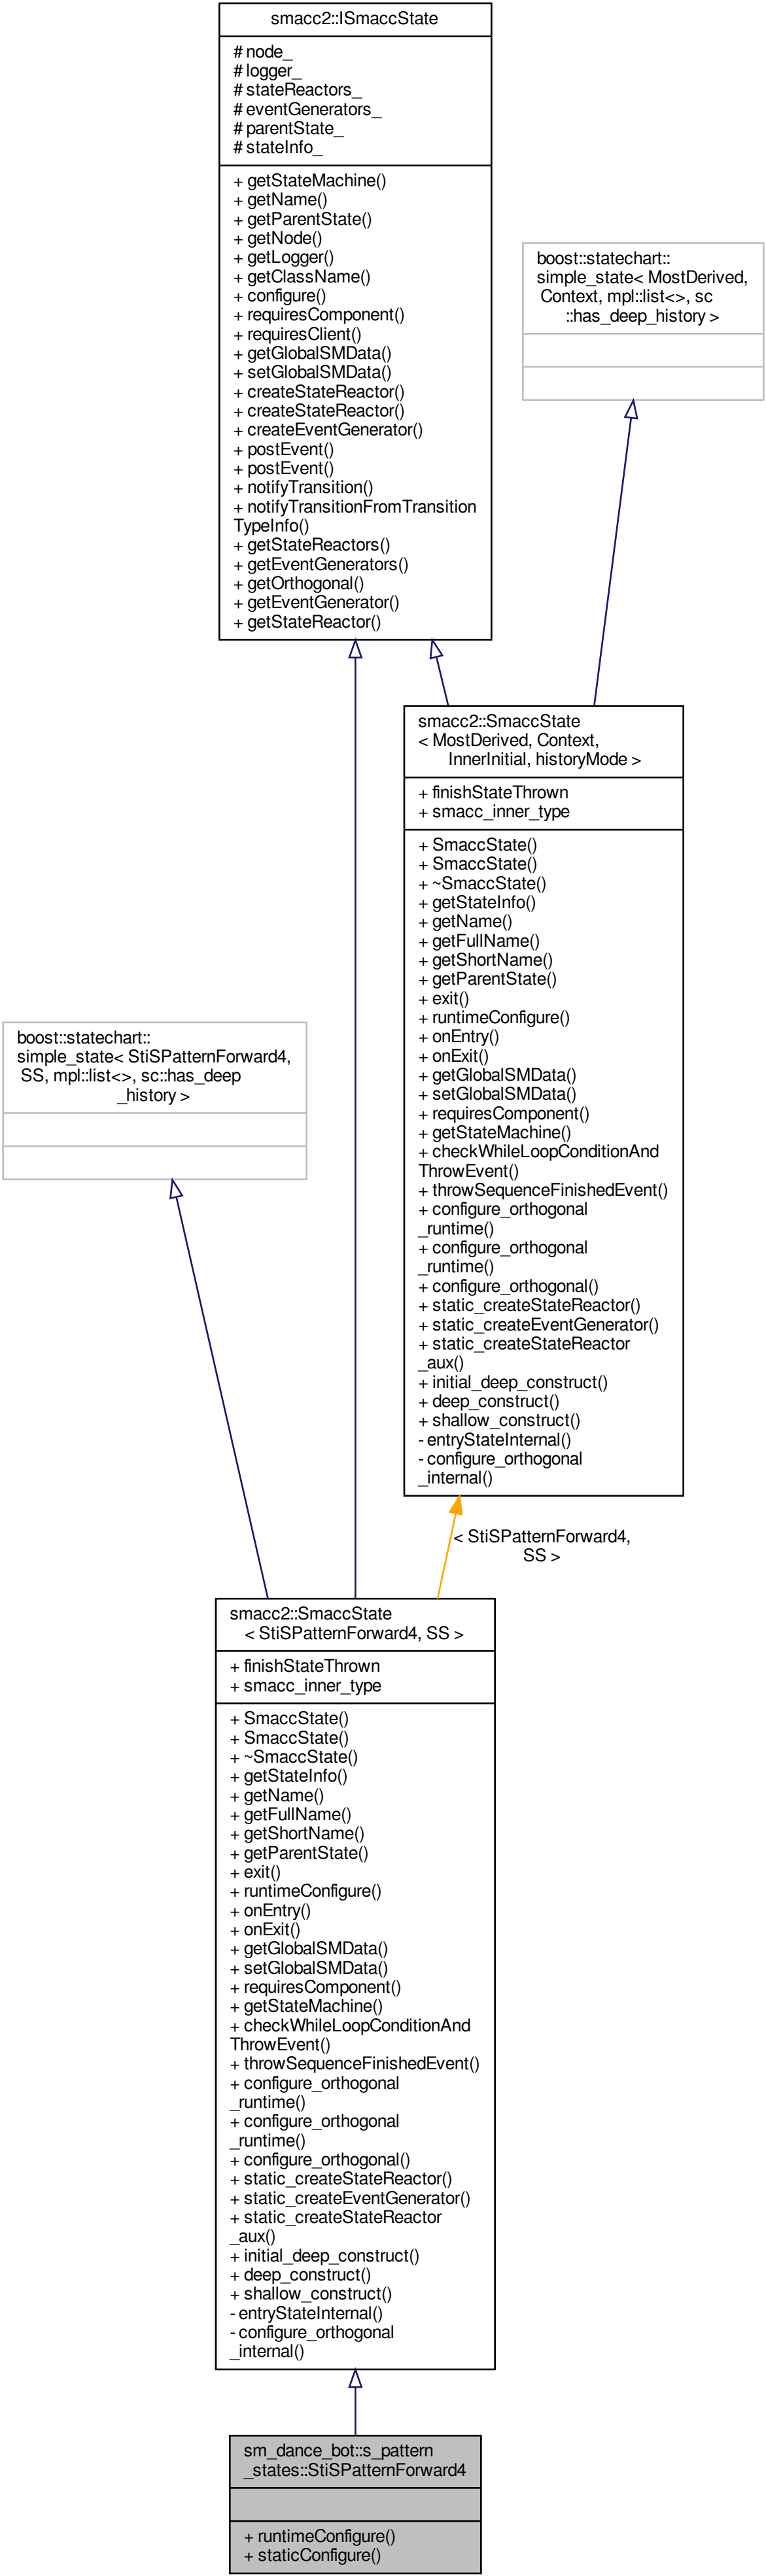 smacc2::ISmaccState
# node_
# logger_
# stateReactors_
# eventGenerators_
# parentState_
# stateInfo_
+ getStateMachine()
+ getName()
+ getParentState()
+ getNode()
+ getLogger()
+ getClassName()
+ configure()
+ requiresComponent()
+ requiresClient()
+ getGlobalSMData()
+ setGlobalSMData()
+ createStateReactor()
+ createStateReactor()
+ createEventGenerator()
+ postEvent()
+ postEvent()
+ notifyTransition()
+ notifyTransitionFromTransition
TypeInfo()
+ getStateReactors()
+ getEventGenerators()
+ getOrthogonal()
+ getEventGenerator()
+ getStateReactor()
boost::statechart::
simple_state< MostDerived,
Context, mpl::list<>, sc
::has_deep_history >
smacc2::SmaccState
< MostDerived, Context,
InnerInitial, historyMode >
+ finishStateThrown
+ smacc_inner_type
+ SmaccState()
+ SmaccState()
+ ~SmaccState()
+ getStateInfo()
+ getName()
+ getFullName()
+ getShortName()
+ getParentState()
+ exit()
+ runtimeConfigure()
+ onEntry()
+ onExit()
+ getGlobalSMData()
+ setGlobalSMData()
+ requiresComponent()
+ getStateMachine()
+ checkWhileLoopConditionAnd
ThrowEvent()
+ throwSequenceFinishedEvent()
+ configure_orthogonal
_runtime()
+ configure_orthogonal
_runtime()
+ configure_orthogonal()
+ static_createStateReactor()
+ static_createEventGenerator()
+ static_createStateReactor
_aux()
+ initial_deep_construct()
+ deep_construct()
+ shallow_construct()
- entryStateInternal()
- configure_orthogonal
_internal()
boost::statechart::
simple_state< StiSPatternForward4,
SS, mpl::list<>, sc::has_deep
_history >
< StiSPatternForward4,
SS >
smacc2::SmaccState
< StiSPatternForward4, SS >
+ finishStateThrown
+ smacc_inner_type
+ SmaccState()
+ SmaccState()
+ ~SmaccState()
+ getStateInfo()
+ getName()
+ getFullName()
+ getShortName()
+ getParentState()
+ exit()
+ runtimeConfigure()
+ onEntry()
+ onExit()
+ getGlobalSMData()
+ setGlobalSMData()
+ requiresComponent()
+ getStateMachine()
+ checkWhileLoopConditionAnd
ThrowEvent()
+ throwSequenceFinishedEvent()
+ configure_orthogonal
_runtime()
+ configure_orthogonal
_runtime()
+ configure_orthogonal()
+ static_createStateReactor()
+ static_createEventGenerator()
+ static_createStateReactor
_aux()
+ initial_deep_construct()
+ deep_construct()
+ shallow_construct()
- entryStateInternal()
- configure_orthogonal
_internal()
sm_dance_bot::s_pattern
_states::StiSPatternForward4
+ runtimeConfigure()
+ staticConfigure()